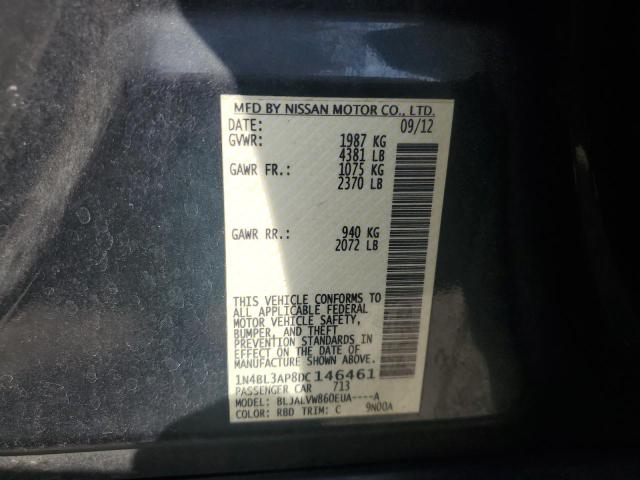 MFD BY NISSAN MOTOR CO., LTD.
DATE: 09/12
GVWR: 1987 KG
4381 LB
GAWR FR.: 1075 KG
2370 LB
GAWR RR.: 940 KG
2072 LB
THIS VEHICLE CONFORMS TO
ALL APPLICABLE FEDERAL
MOTOR VEHICLE SAFETY,
BUMPER, AND THEFT
PREVENTION STANDARDS IN
EFFECT ON THE DATE OF
MANUFACTURE SHOWN ABOVE.
1N4BL3AP8DC146461
PASSENGER CAR 713
MODEL: BLJALVW860EUA----A
COLOR: RBD TRIM: C 9N00A